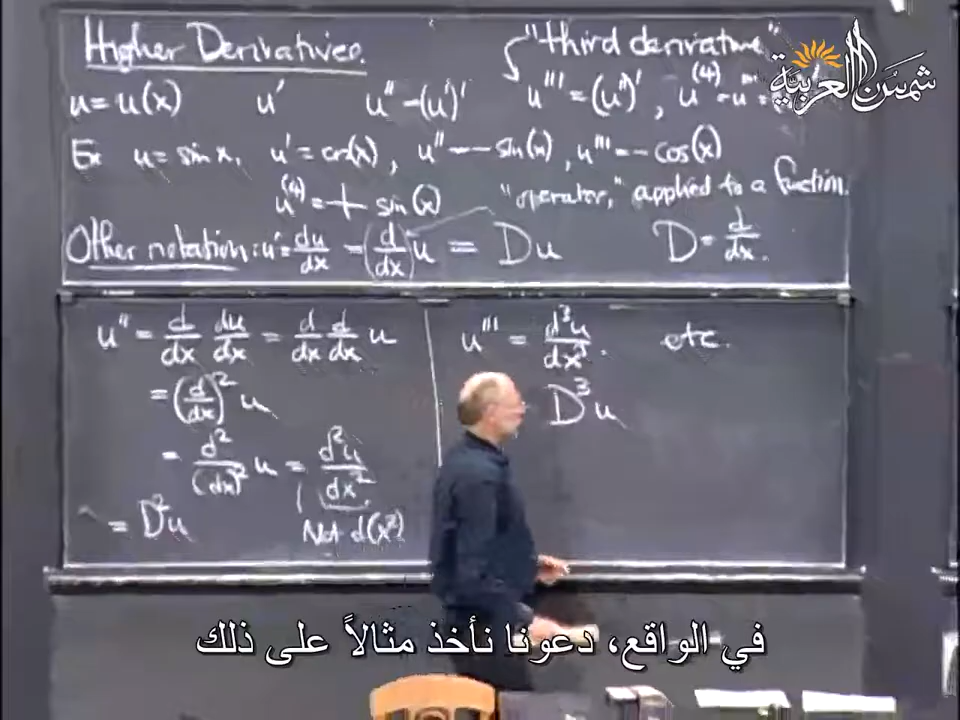 Higher Derivatives.
"third derivative"
u = u(x) u' u'' = (u')' u''' = (u'')' , u⁽⁴⁾ =
Ex u = sin x, u' = cos(x), u'' = - sin(x), u''' = - cos(x)
u⁽⁴⁾ = + sin(x)
"operator," applied to a function.
Other notation: u' = du/dx = (d/dx)u = Du D = d/dx.
u'' = d/dx du/dx = d/dx d/dx u
= (d/dx)² u
= d²/(dx)² u = d²u/dx²
Not d(x²)
= D²u
u''' = d³u/dx³. etc.
D³u
شمس العربية
في الواقع، دعونا نأخذ مثالاً على ذلك